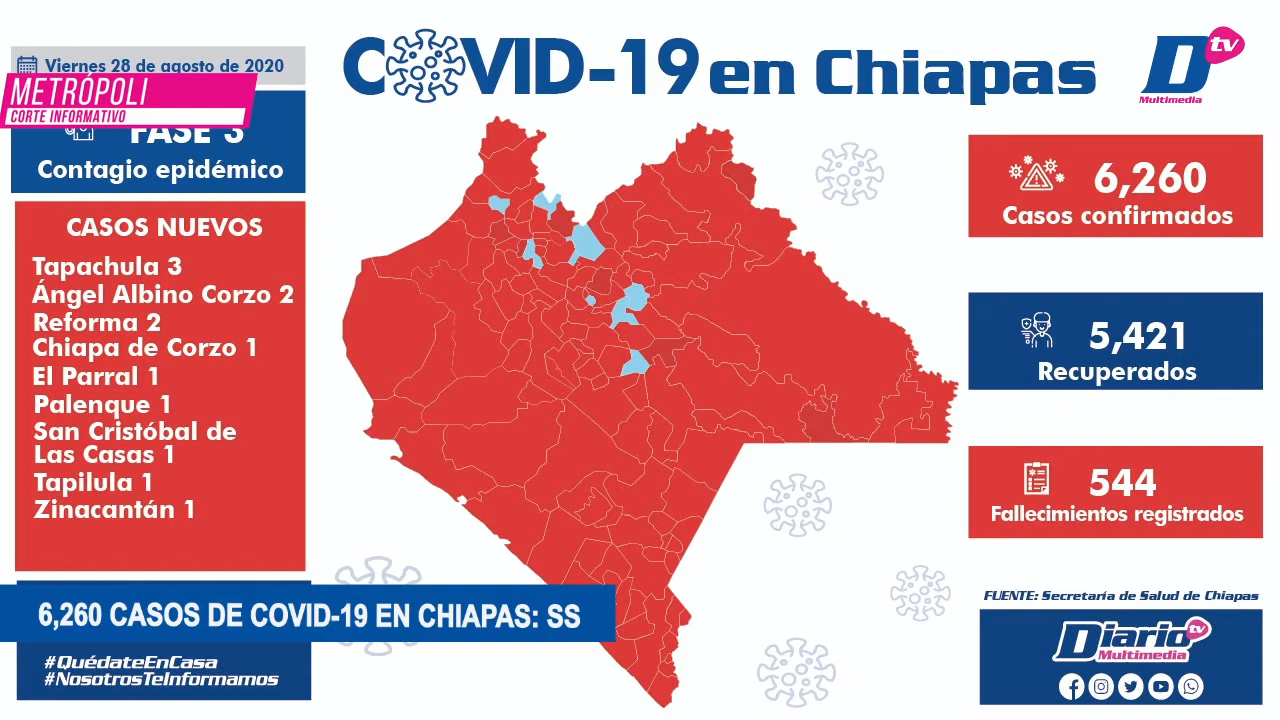 COVID-19 en Chiapas
D tv
Multimedia
Viernes 28 de agosto de 2020
METRÓPOLI
CORTE INFORMATIVO
FASE 3
Contagio epidémico
CASOS NUEVOS
Tapachula 3
Ángel Albino Corzo 2
Reforma 2
Chiapa de Corzo 1
El Parral 1
Palenque 1
San Cristóbal de
Las Casas 1
Tapilula 1
Zinacantán 1
6,260
Casos confirmados
5,421
Recuperados
544
Fallecimientos registrados
6,260 CASOS DE COVID-19 EN CHIAPAS: SS
#QuédateEnCasa
#NosotrosTeInformamos
FUENTE: Secretaría de Salud de Chiapas
Diario tv
Multimedia